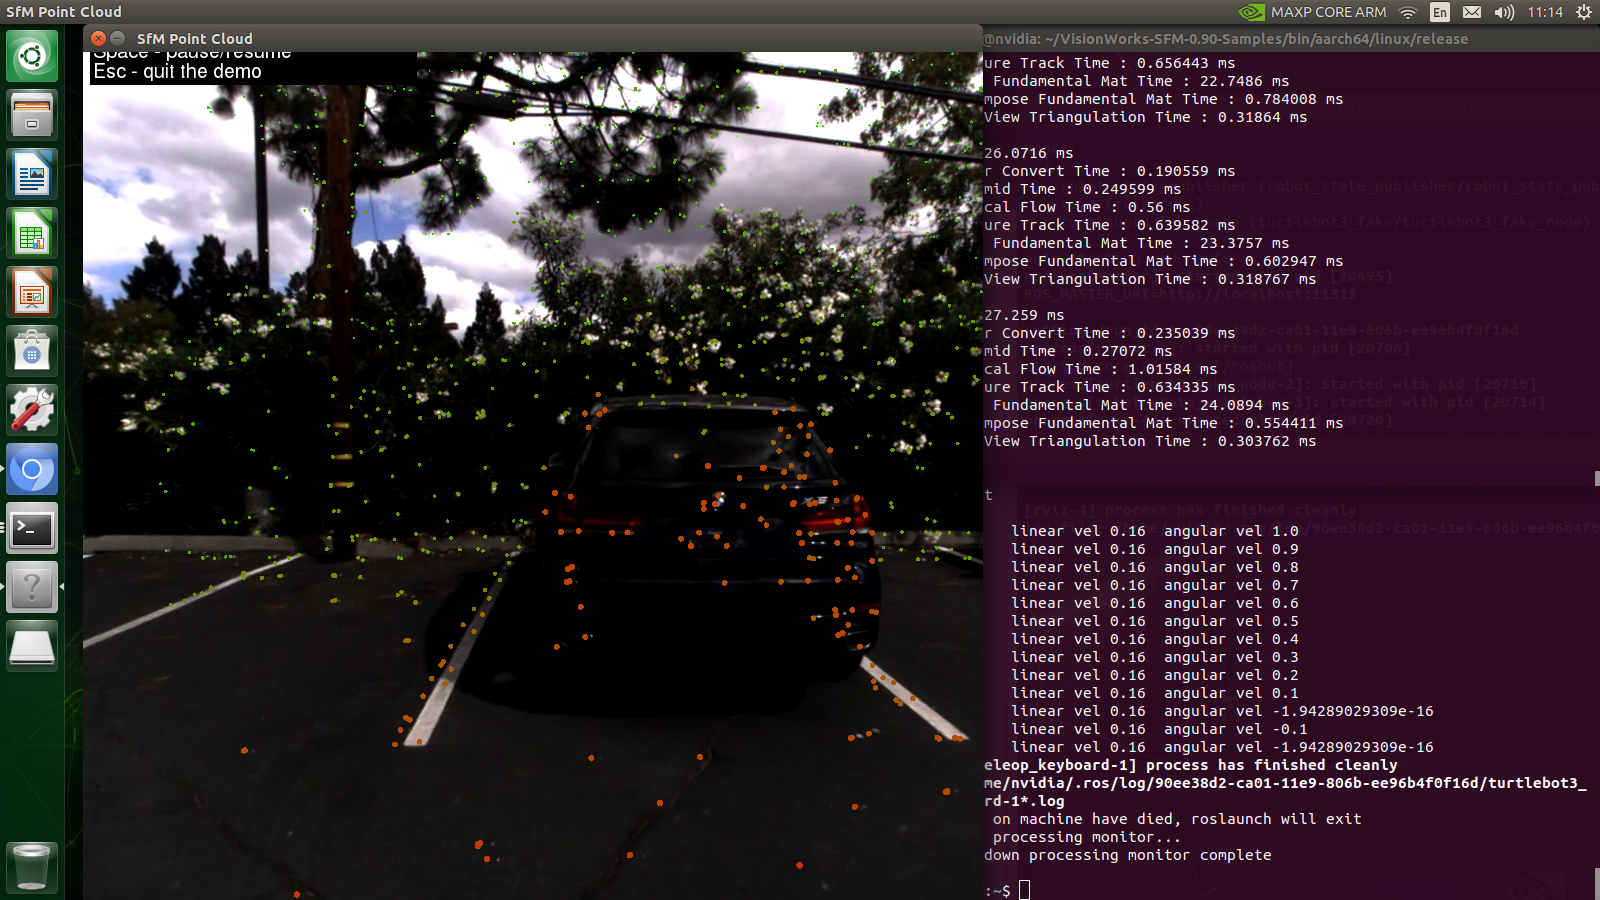 SfM Point Cloud
MAXP CORE ARM
En
11:14
SfM Point Cloud
@nvidia: ~/VisionWorks-SFM-0.90-Samples/bin/aarch64/linux/release
Space - pause/resume
Esc - quit the demo
ure Track Time : 0.656443 ms
Fundamental Mat Time : 22.7486 ms
mpose Fundamental Mat Time : 0.784008 ms
View Triangulation Time : 0.31864 ms
26.0716 ms
r Convert Time : 0.190559 ms
mid Time : 0.249599 ms
cal Flow Time : 0.56 ms
ure Track Time : 0.639582 ms
Fundamental Mat Time : 23.3757 ms
mpose Fundamental Mat Time : 0.602947 ms
View Triangulation Time : 0.318767 ms
27.259 ms
r Convert Time : 0.235039 ms
mid Time : 0.27072 ms
cal Flow Time : 1.01584 ms
ure Track Time : 0.634335 ms
Fundamental Mat Time : 24.0894 ms
mpose Fundamental Mat Time : 0.554411 ms
View Triangulation Time : 0.303762 ms
t
linear vel 0.16 angular vel 1.0
linear vel 0.16 angular vel 0.9
linear vel 0.16 angular vel 0.8
linear vel 0.16 angular vel 0.7
linear vel 0.16 angular vel 0.6
linear vel 0.16 angular vel 0.5
linear vel 0.16 angular vel 0.4
linear vel 0.16 angular vel 0.3
linear vel 0.16 angular vel 0.2
linear vel 0.16 angular vel 0.1
linear vel 0.16 angular vel -1.94289029309e-16
linear vel 0.16 angular vel -0.1
linear vel 0.16 angular vel -1.94289029309e-16
eleop_keyboard-1] process has finished cleanly
me/nvidia/.ros/log/90ee38d2-ca01-11e9-806b-ee96b4f0f16d/turtlebot3_
rd-1*.log
on machine have died, roslaunch will exit
processing monitor...
down processing monitor complete
:~$